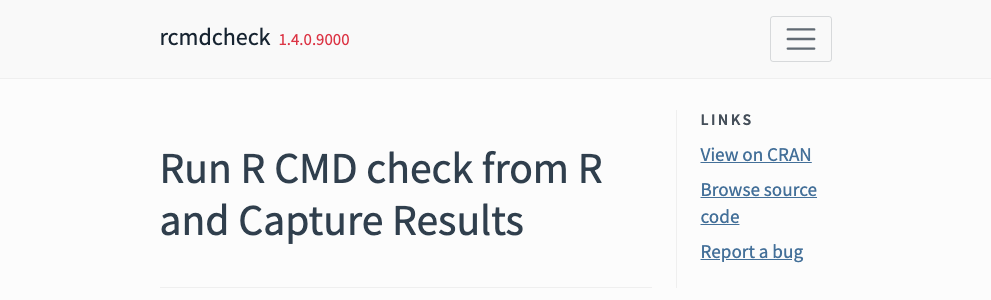 rcmdcheck 1.4.0.9000
Run R CMD check from R
and Capture Results
LINKS
View on CRAN
Browse source
code
Report a bug